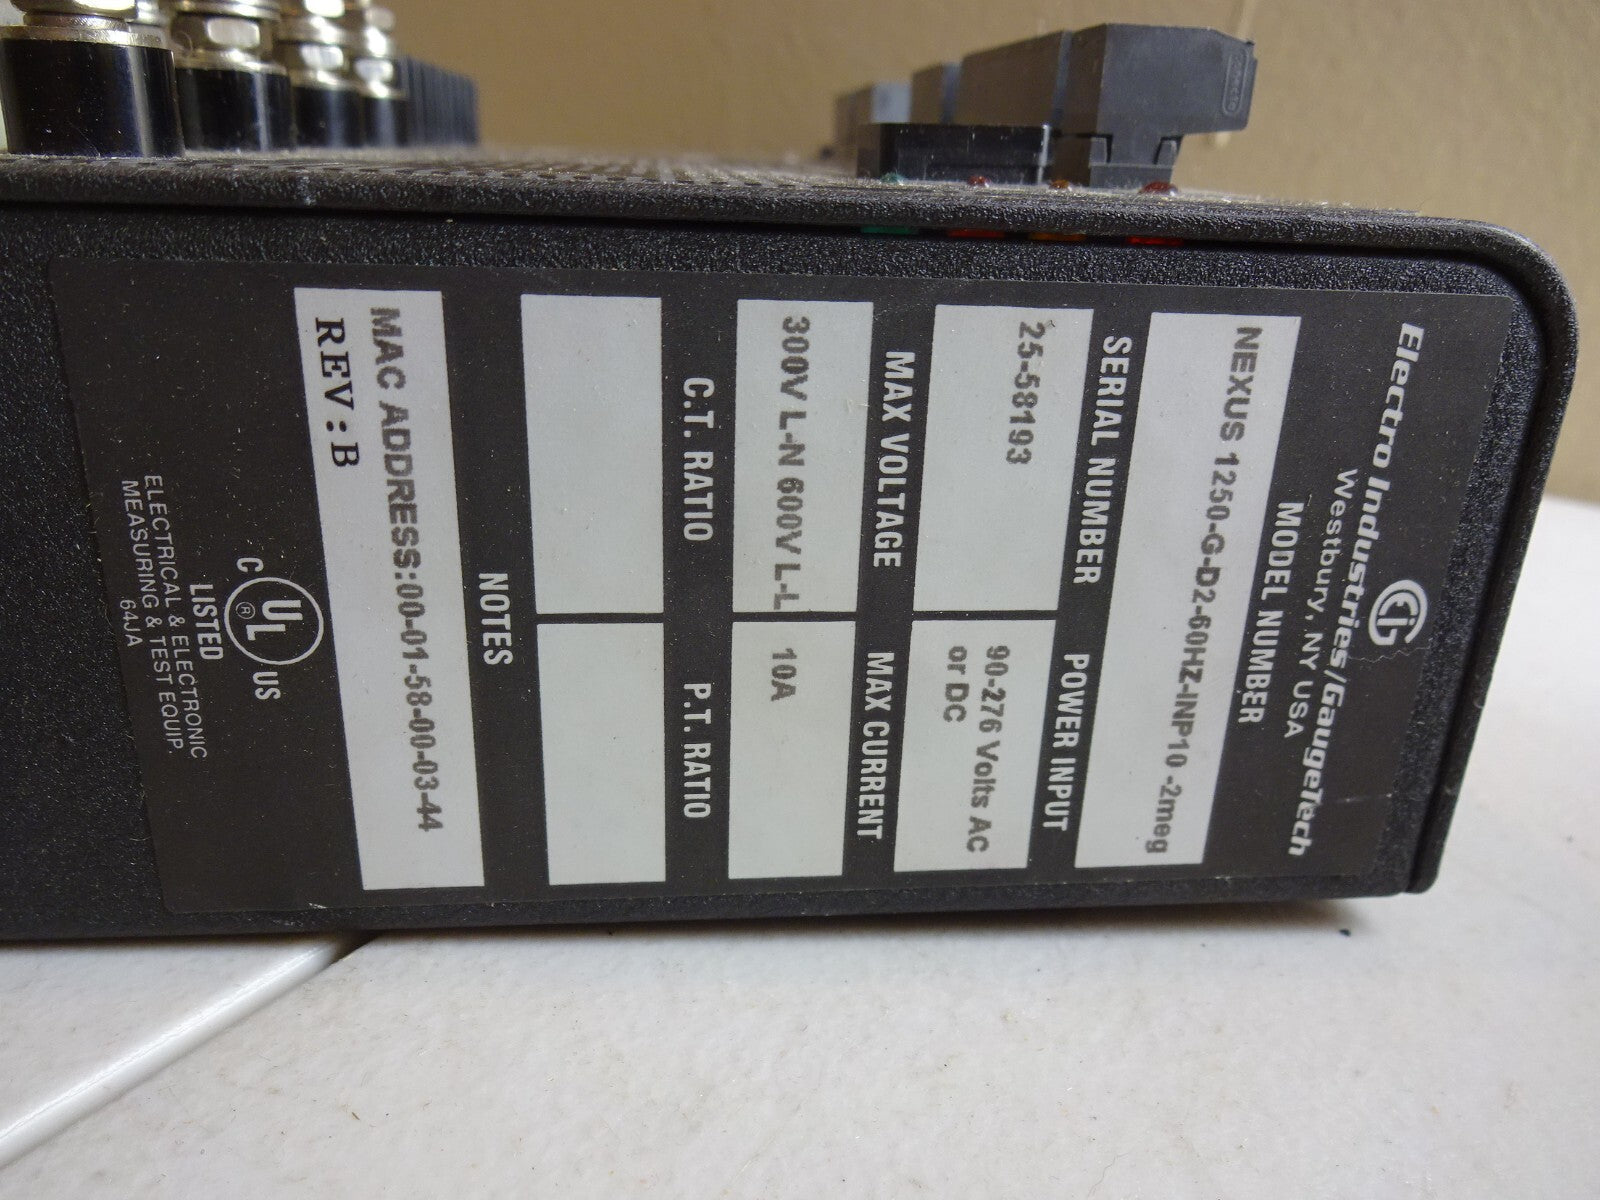 EIG
Electro Industries/GaugeTech
Westbury, NY USA
MODEL NUMBER
NEXUS 1250-G-D2-60HZ-INP10 -2meg
SERIAL NUMBER
25-58193
POWER INPUT
90-276 Volts AC
or DC
MAX VOLTAGE
300V L-N 600V L-L
MAX CURRENT
10A
C.T. RATIO
P.T. RATIO
NOTES
MAC ADDRESS:00-01-58-00-03-44
REV : B
C UL ® US
LISTED
ELECTRICAL & ELECTRONIC
MEASURING & TEST EQUIP.
64JA